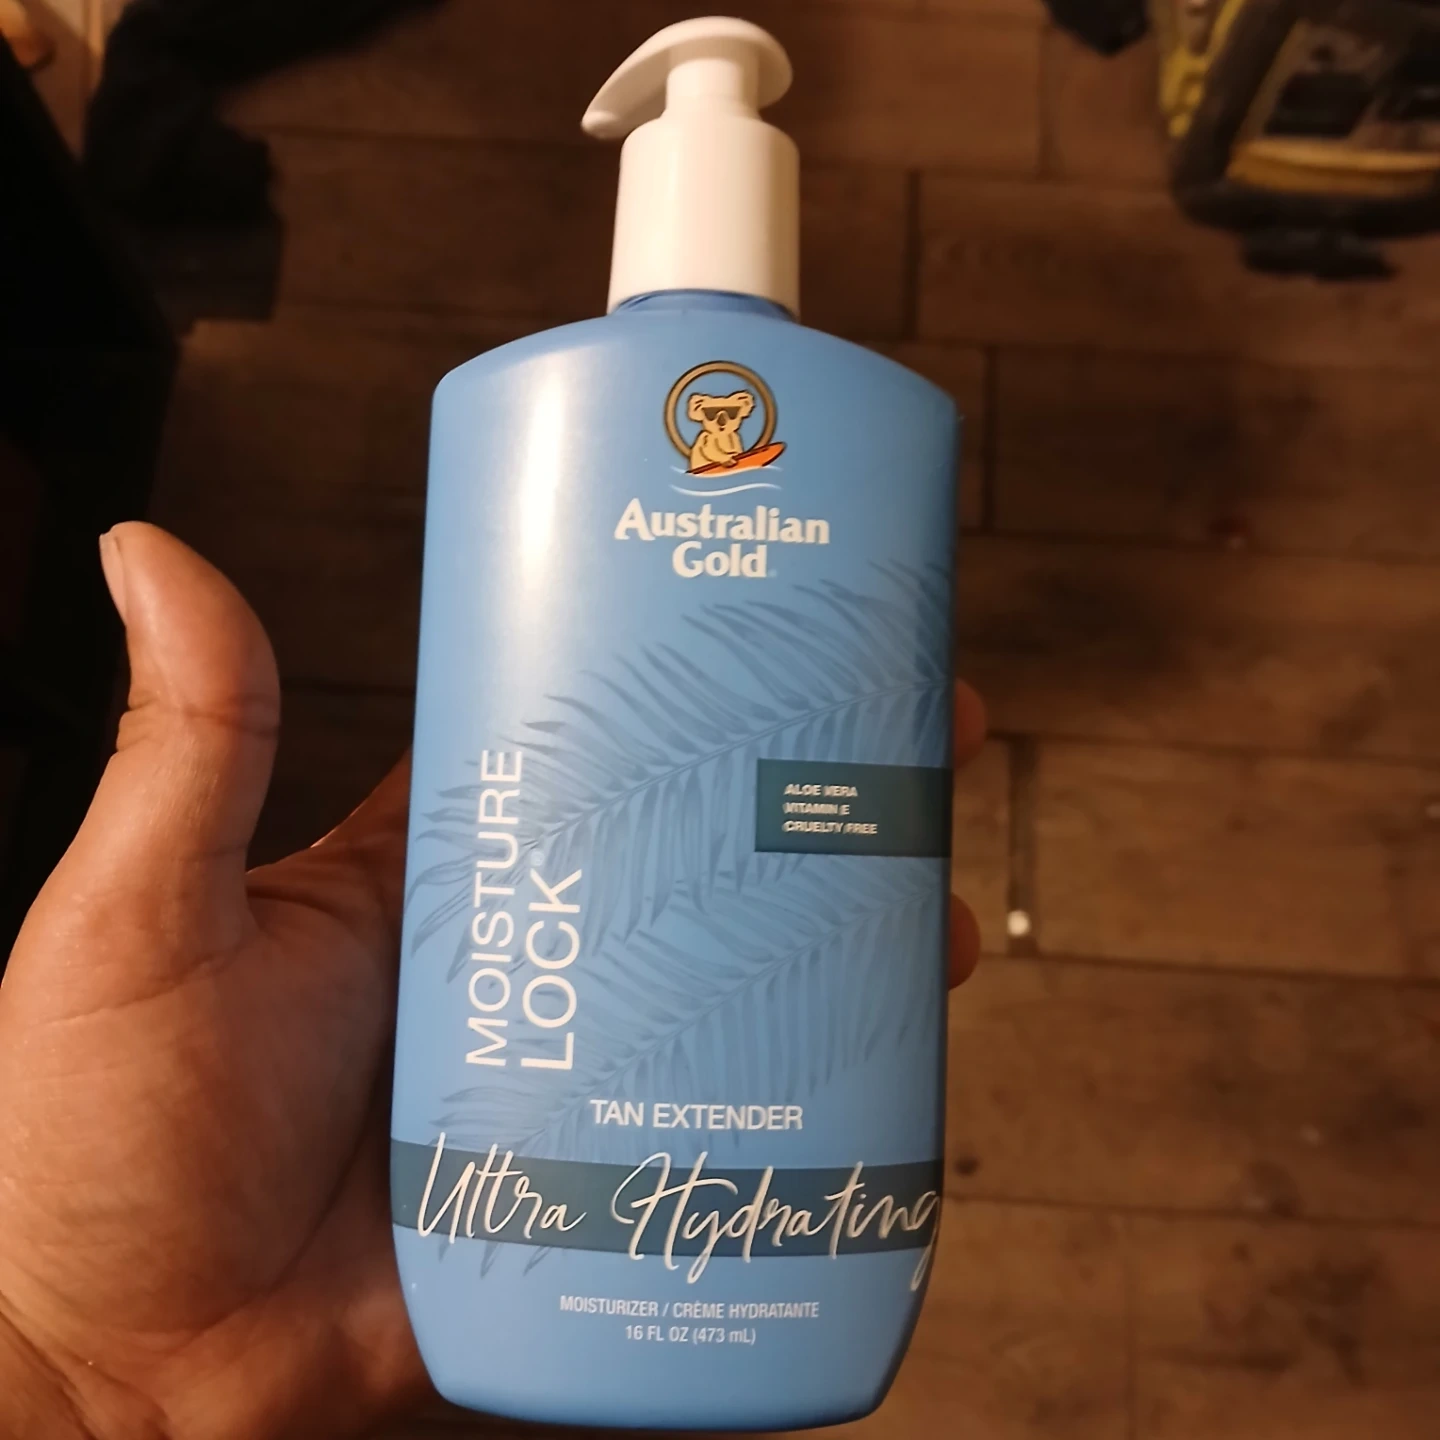 Australian
Gold®
ALOE VERA
VITAMIN E
CRUELTY FREE
MOISTURE
LOCK®
TAN EXTENDER
Ultra Hydrating
MOISTURIZER / CRÈME HYDRATANTE
16 FL OZ (473 mL)